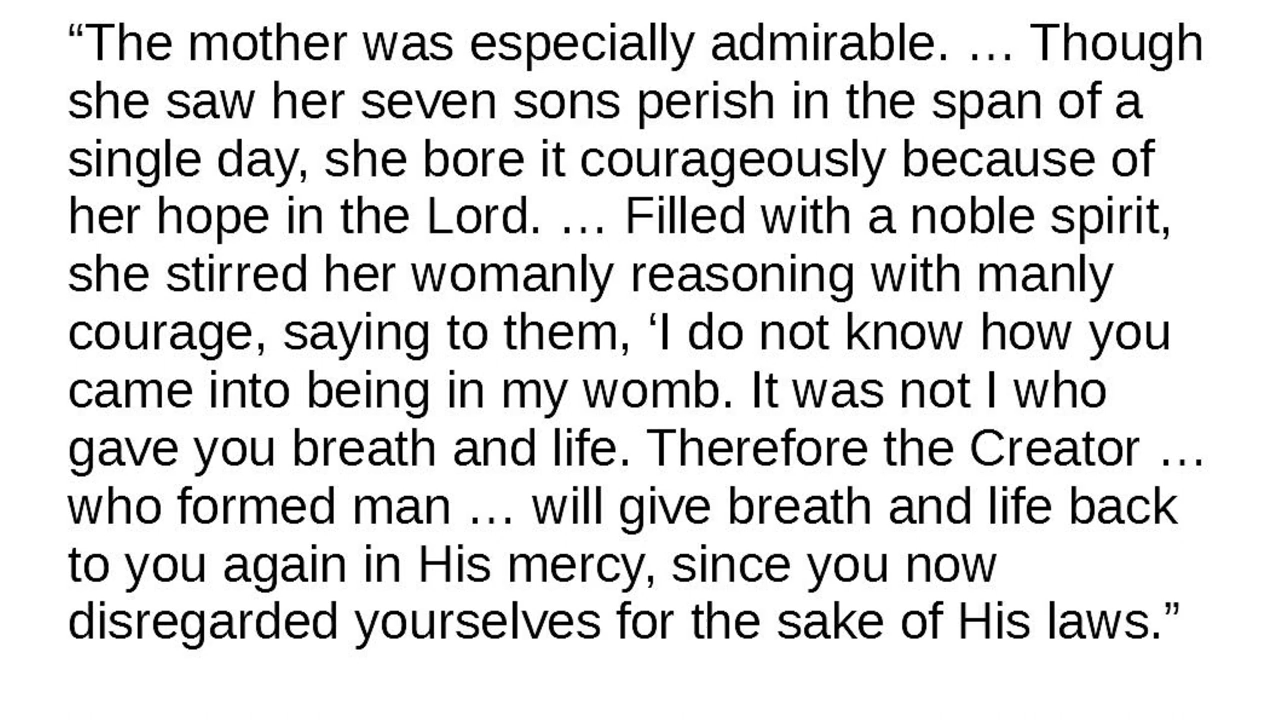 “The mother was especially admirable. … Though
she saw her seven sons perish in the span of a
single day, she bore it courageously because of
her hope in the Lord. … Filled with a noble spirit,
she stirred her womanly reasoning with manly
courage, saying to them, ‘I do not know how you
came into being in my womb. It was not I who
gave you breath and life. Therefore the Creator …
who formed man … will give breath and life back
to you again in His mercy, since you now
disregarded yourselves for the sake of His laws.”